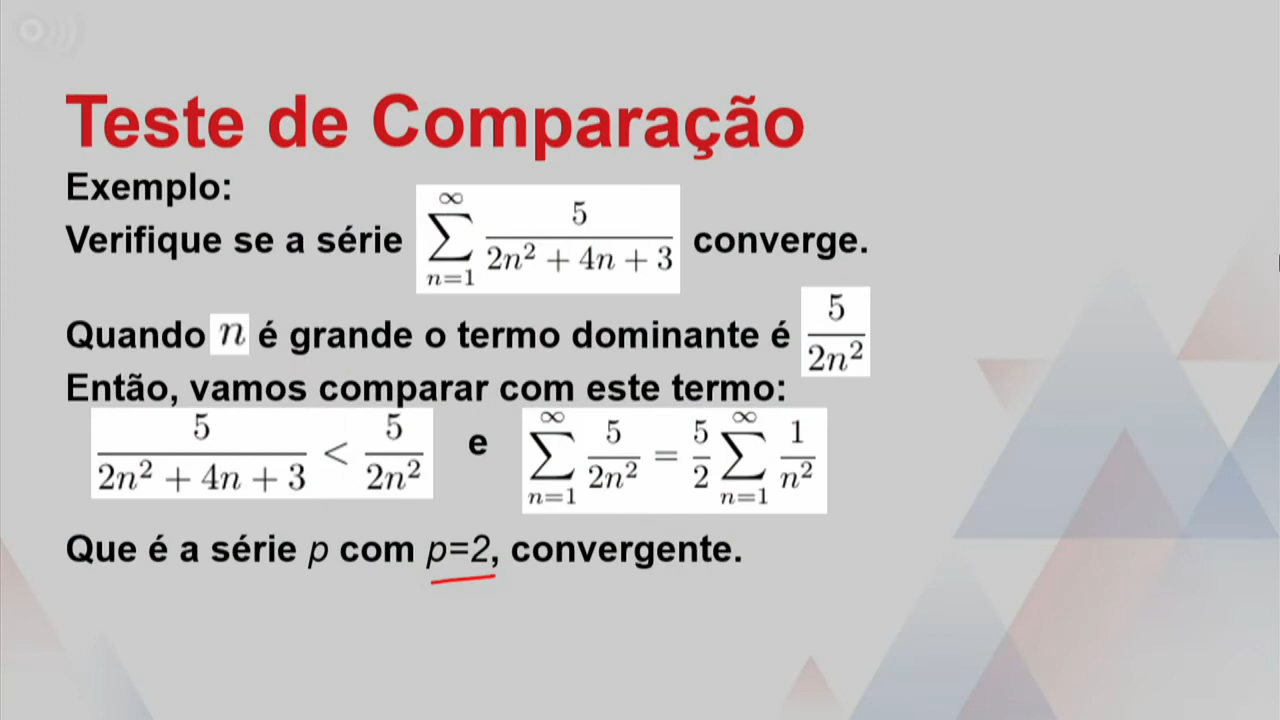 Teste de Comparação
Exemplo:
Verifique se a série \sum_{n=1}^{\infty} \frac{5}{2n^2 + 4n + 3} converge.
Quando n é grande o termo dominante é \frac{5}{2n^2}
Então, vamos comparar com este termo:
\frac{5}{2n^2 + 4n + 3} < \frac{5}{2n^2} e \sum_{n=1}^{\infty} \frac{5}{2n^2} = \frac{5}{2} \sum_{n=1}^{\infty} \frac{1}{n^2}
Que é a série p com p=2, convergente.